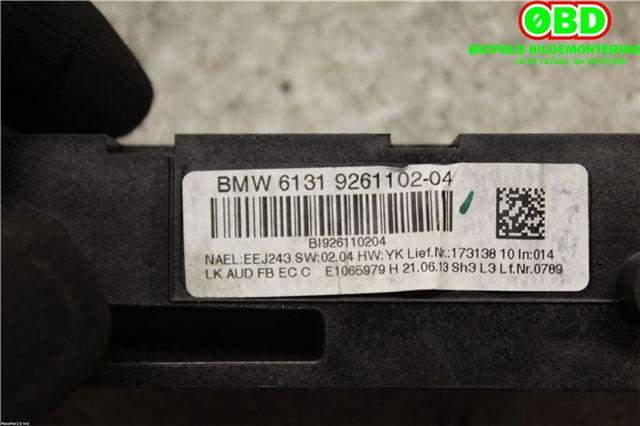 ØBD
ØSTFOLD BILDEMONTERING
BMW 6131 9261102-04
BI926110204
NAEL:EEJ243 SW:02.04 HW:YK Lief.Nr.:173138 10 In:014
LK AUD FB EC C E1065979 H 21.06.13 Sh3 L3 Lf.Nr.0789